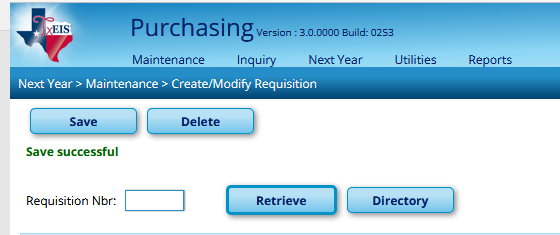 TxEIS
Purchasing Version : 3.0.0000 Build: 0253
Maintenance Inquiry Next Year Utilities Reports
Next Year > Maintenance > Create/Modify Requisition
Save Delete
Save successful
Requisition Nbr: Retrieve Directory